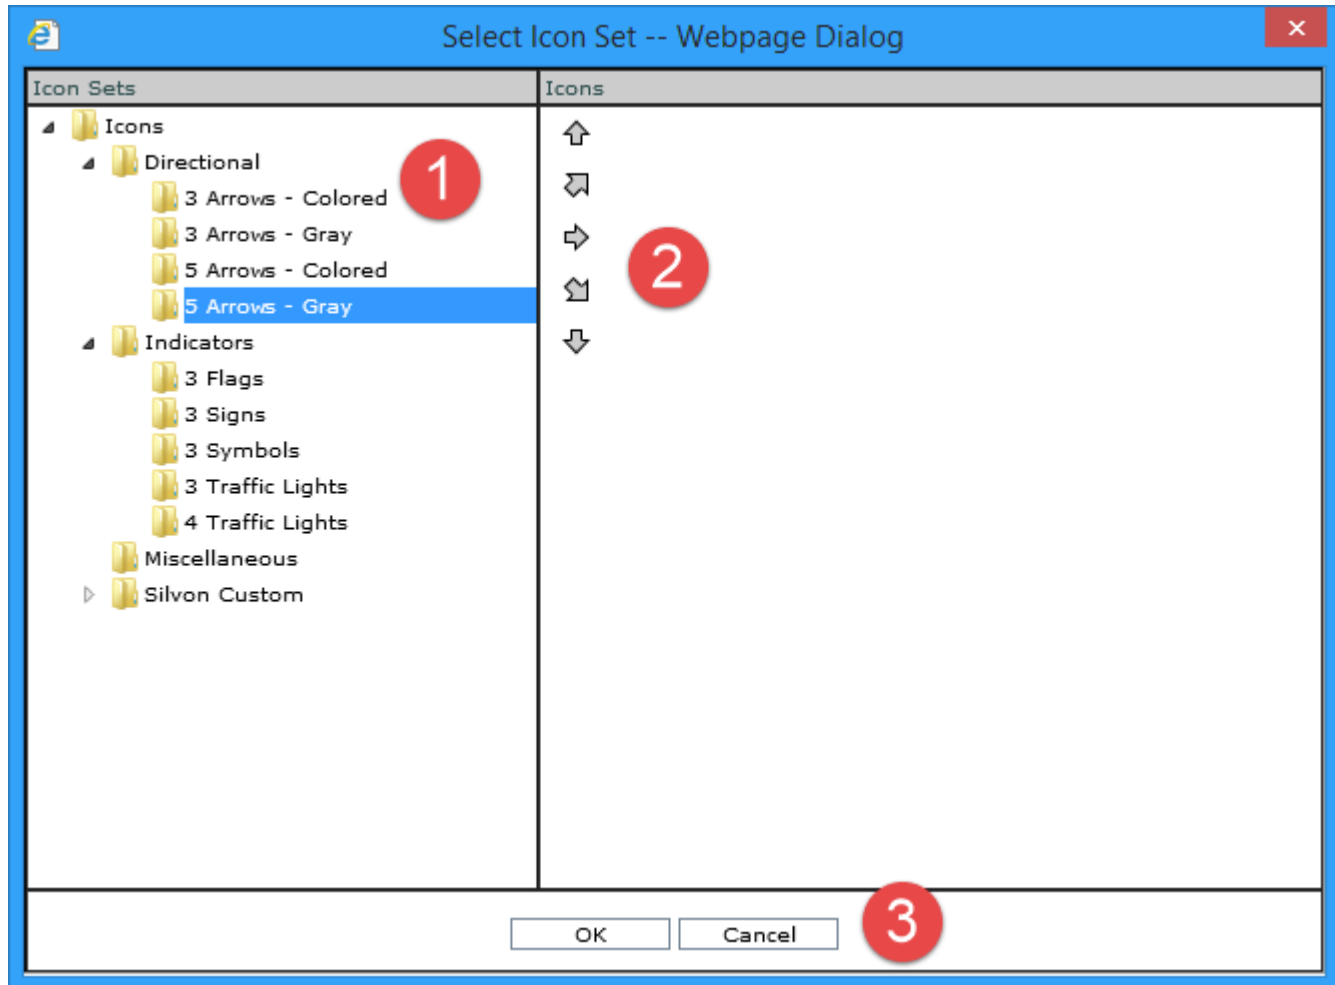 Select Icon Set -- Webpage Dialog
Icon Sets
Icons
Icons
Directional
1
3 Arrows - Colored
3 Arrows - Gray
5 Arrows - Colored
5 Arrows - Gray
Indicators
3 Flags
3 Signs
3 Symbols
3 Traffic Lights
4 Traffic Lights
Miscellaneous
Silvon Custom
2
OK
Cancel
3